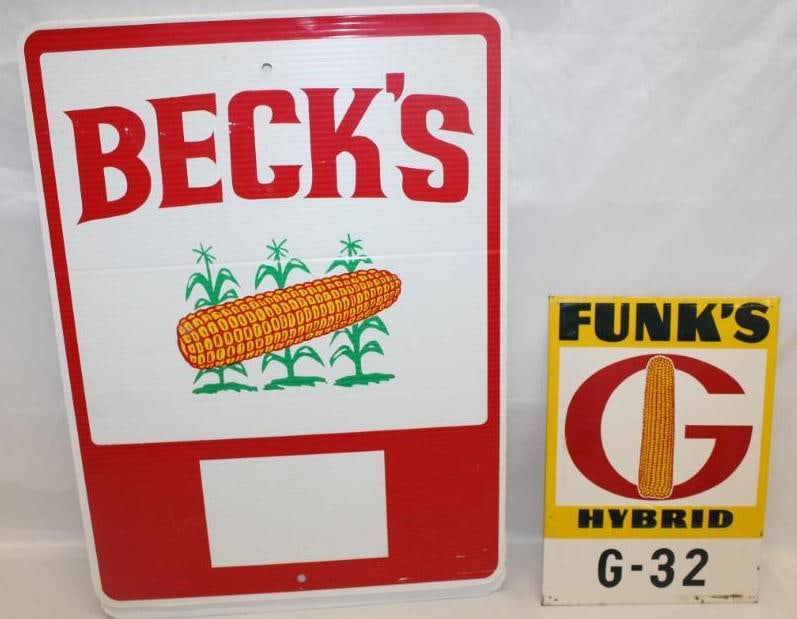 BECK'S
FUNK'S
G
HYBRID
G-32